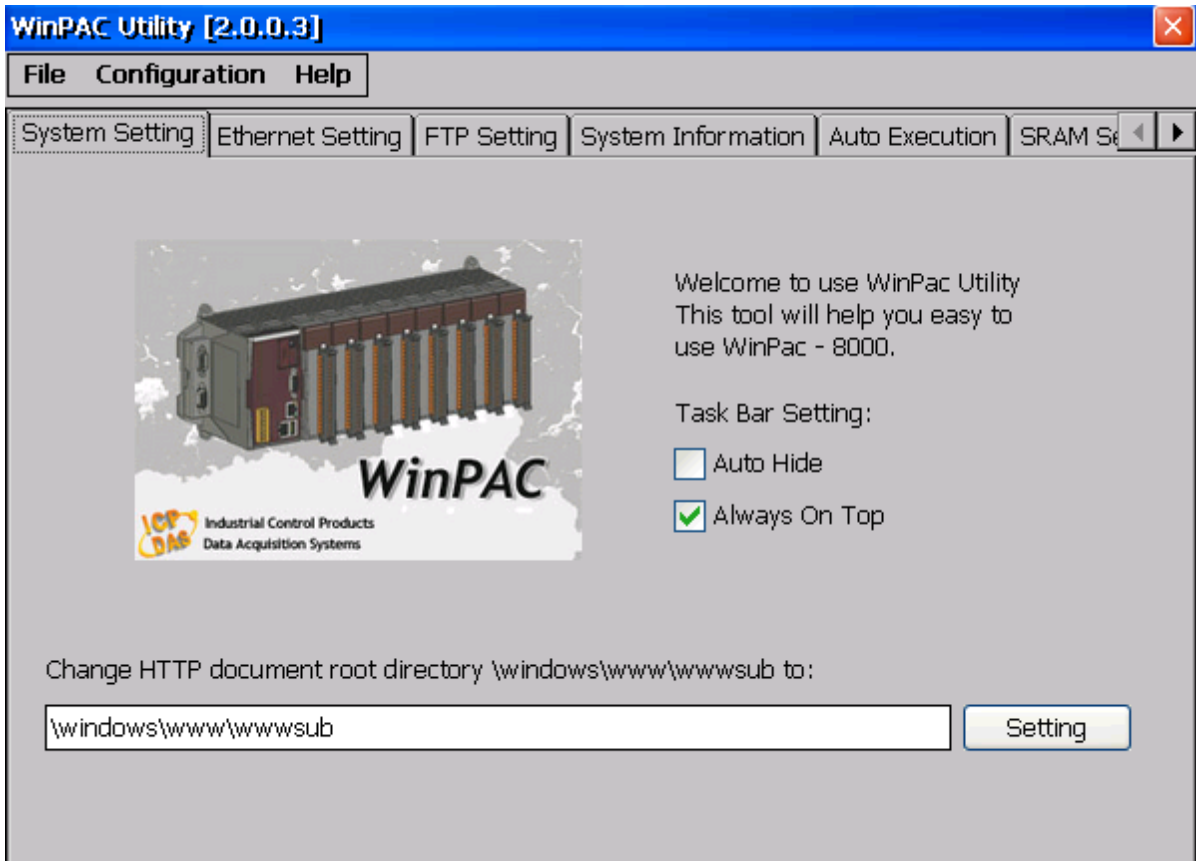 WinPAC Utility [2.0.0.3]
File Configuration Help
System Setting Ethernet Setting FTP Setting System Information Auto Execution SRAM
Welcome to use WinPac Utility
This tool will help you easy to
use WinPac - 8000.
Task Bar Setting:
Auto Hide
Always On Top
WinPAC
ICP DAS
Industrial Control Products
Data Acquisition Systems
Change HTTP document root directory \windows\www\wwwsub to:
\windows\www\wwwsub
Setting